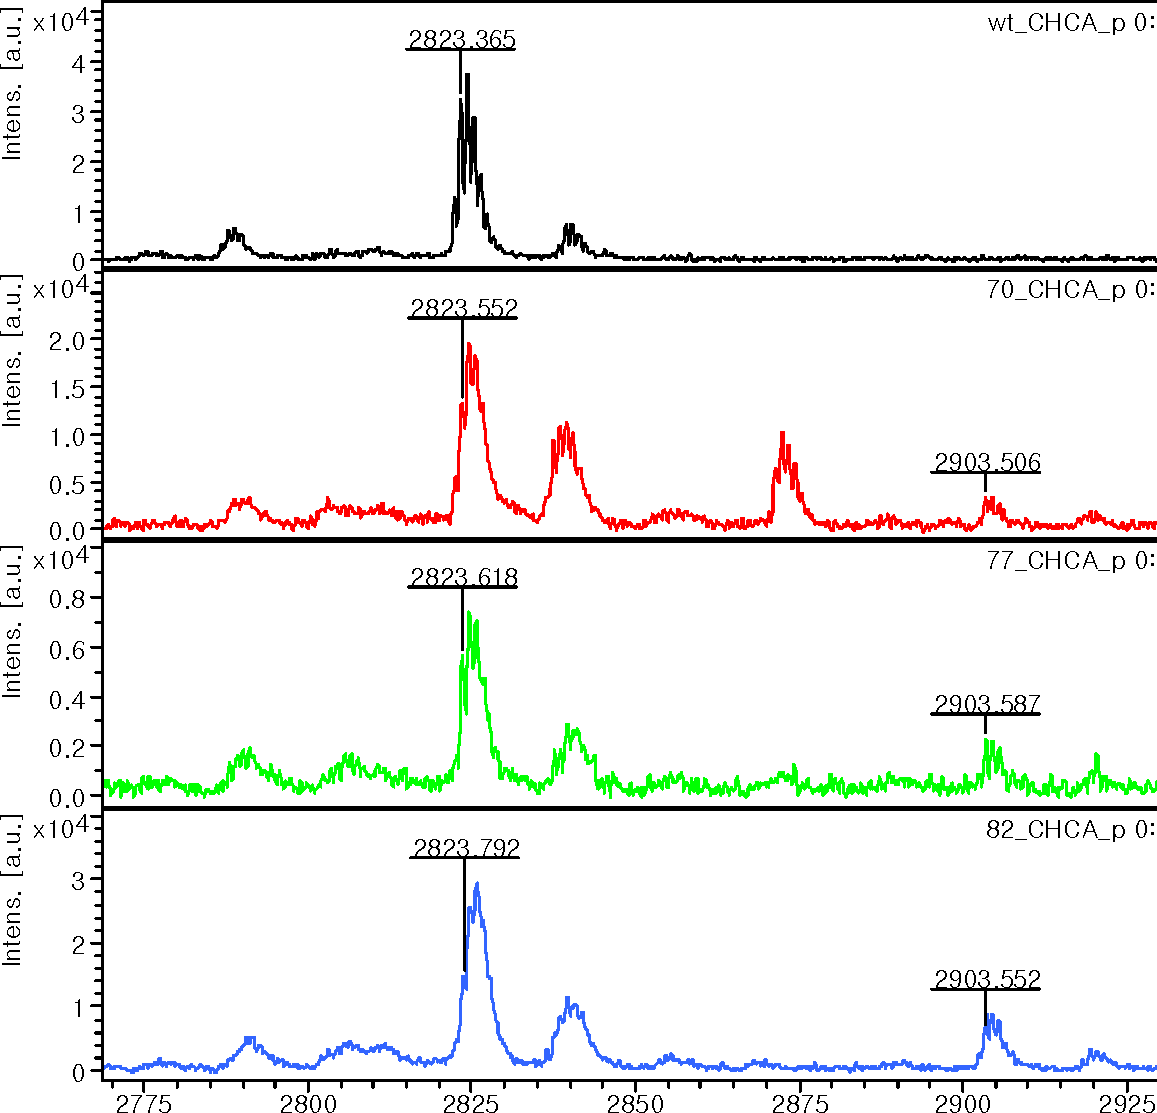 x10⁴
wt_CHCA_p 0:
2823.365
Intens. [a.u.]
4
3
2
1
0
x10⁴
70_CHCA_p 0:
2823.552
Intens. [a.u.]
2.0
1.5
1.0
2903.506
0.5
0.0
x10⁴
77_CHCA_p 0:
2823.618
Intens. [a.u.]
0.8
0.6
0.4
2903.587
0.2
0.0
x10⁴
82_CHCA_p 0:
2823.792
Intens. [a.u.]
3
2
2903.552
1
0
2775 2800 2825 2850 2875 2900 2925